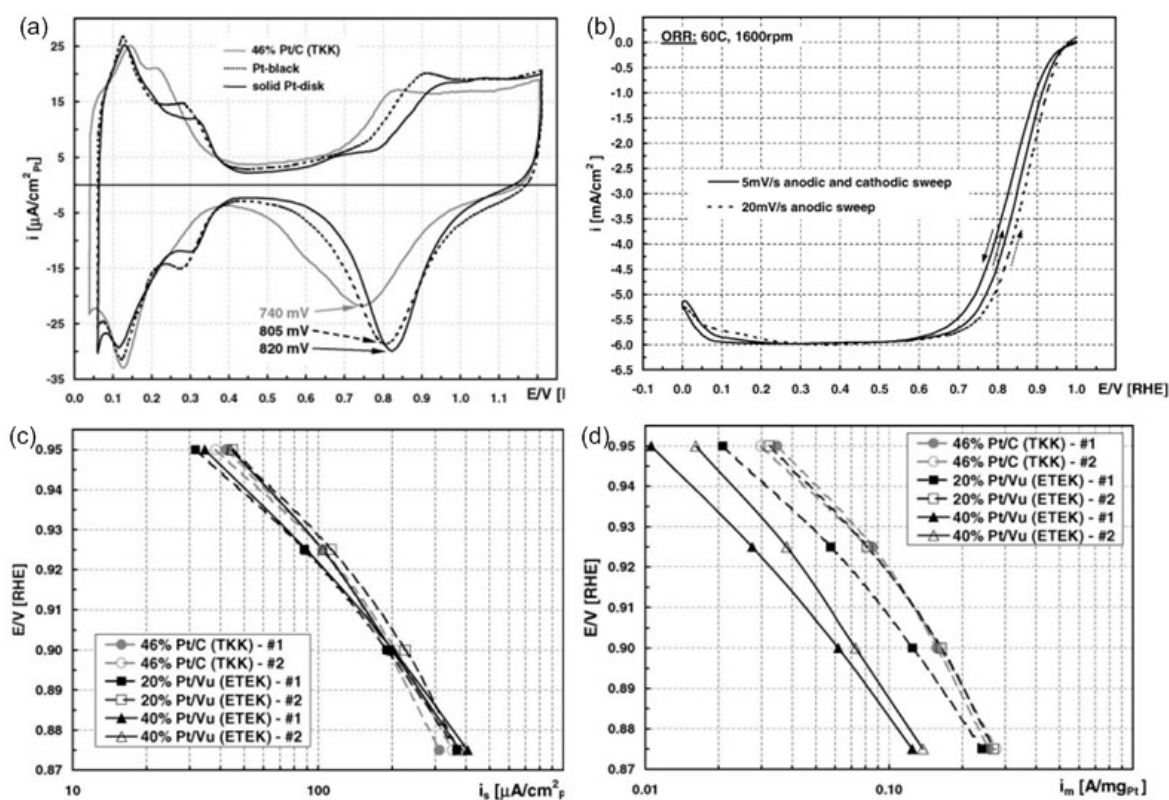 (a)
i [µA/cm²Pt]
25
15
5
-5
-15
-25
-35
46% Pt/C (TKK)
Pt-black
solid Pt-disk
740 mV
805 mV
820 mV
0.0 0.1 0.2 0.3 0.4 0.5 0.6 0.7 0.8 0.9 1.0 1.1
E/V [
(b)
i [mA/cm²]
0.0
-0.5
-1.0
-1.5
-2.0
-2.5
-3.0
-3.5
-4.0
-4.5
-5.0
-5.5
-6.0
-6.5
ORR: 60C, 1600rpm
5mV/s anodic and cathodic sweep
20mV/s anodic sweep
-0.1 0.0 0.1 0.2 0.3 0.4 0.5 0.6 0.7 0.8 0.9 1.0 1.1
E/V [RHE]
(c)
E/V [RHE]
0.95
0.94
0.93
0.92
0.91
0.90
0.89
0.88
0.87
46% Pt/C (TKK) - #1
46% Pt/C (TKK) - #2
20% Pt/Vu (ETEK) - #1
20% Pt/Vu (ETEK) - #2
40% Pt/Vu (ETEK) - #1
40% Pt/Vu (ETEK) - #2
10 100
is [µA/cm²P
(d)
E/V [RHE]
0.95
0.94
0.93
0.92
0.91
0.90
0.89
0.88
0.87
46% Pt/C (TKK) - #1
46% Pt/C (TKK) - #2
20% Pt/Vu (ETEK) - #1
20% Pt/Vu (ETEK) - #2
40% Pt/Vu (ETEK) - #1
40% Pt/Vu (ETEK) - #2
0.01 0.10
im [A/mgPt]